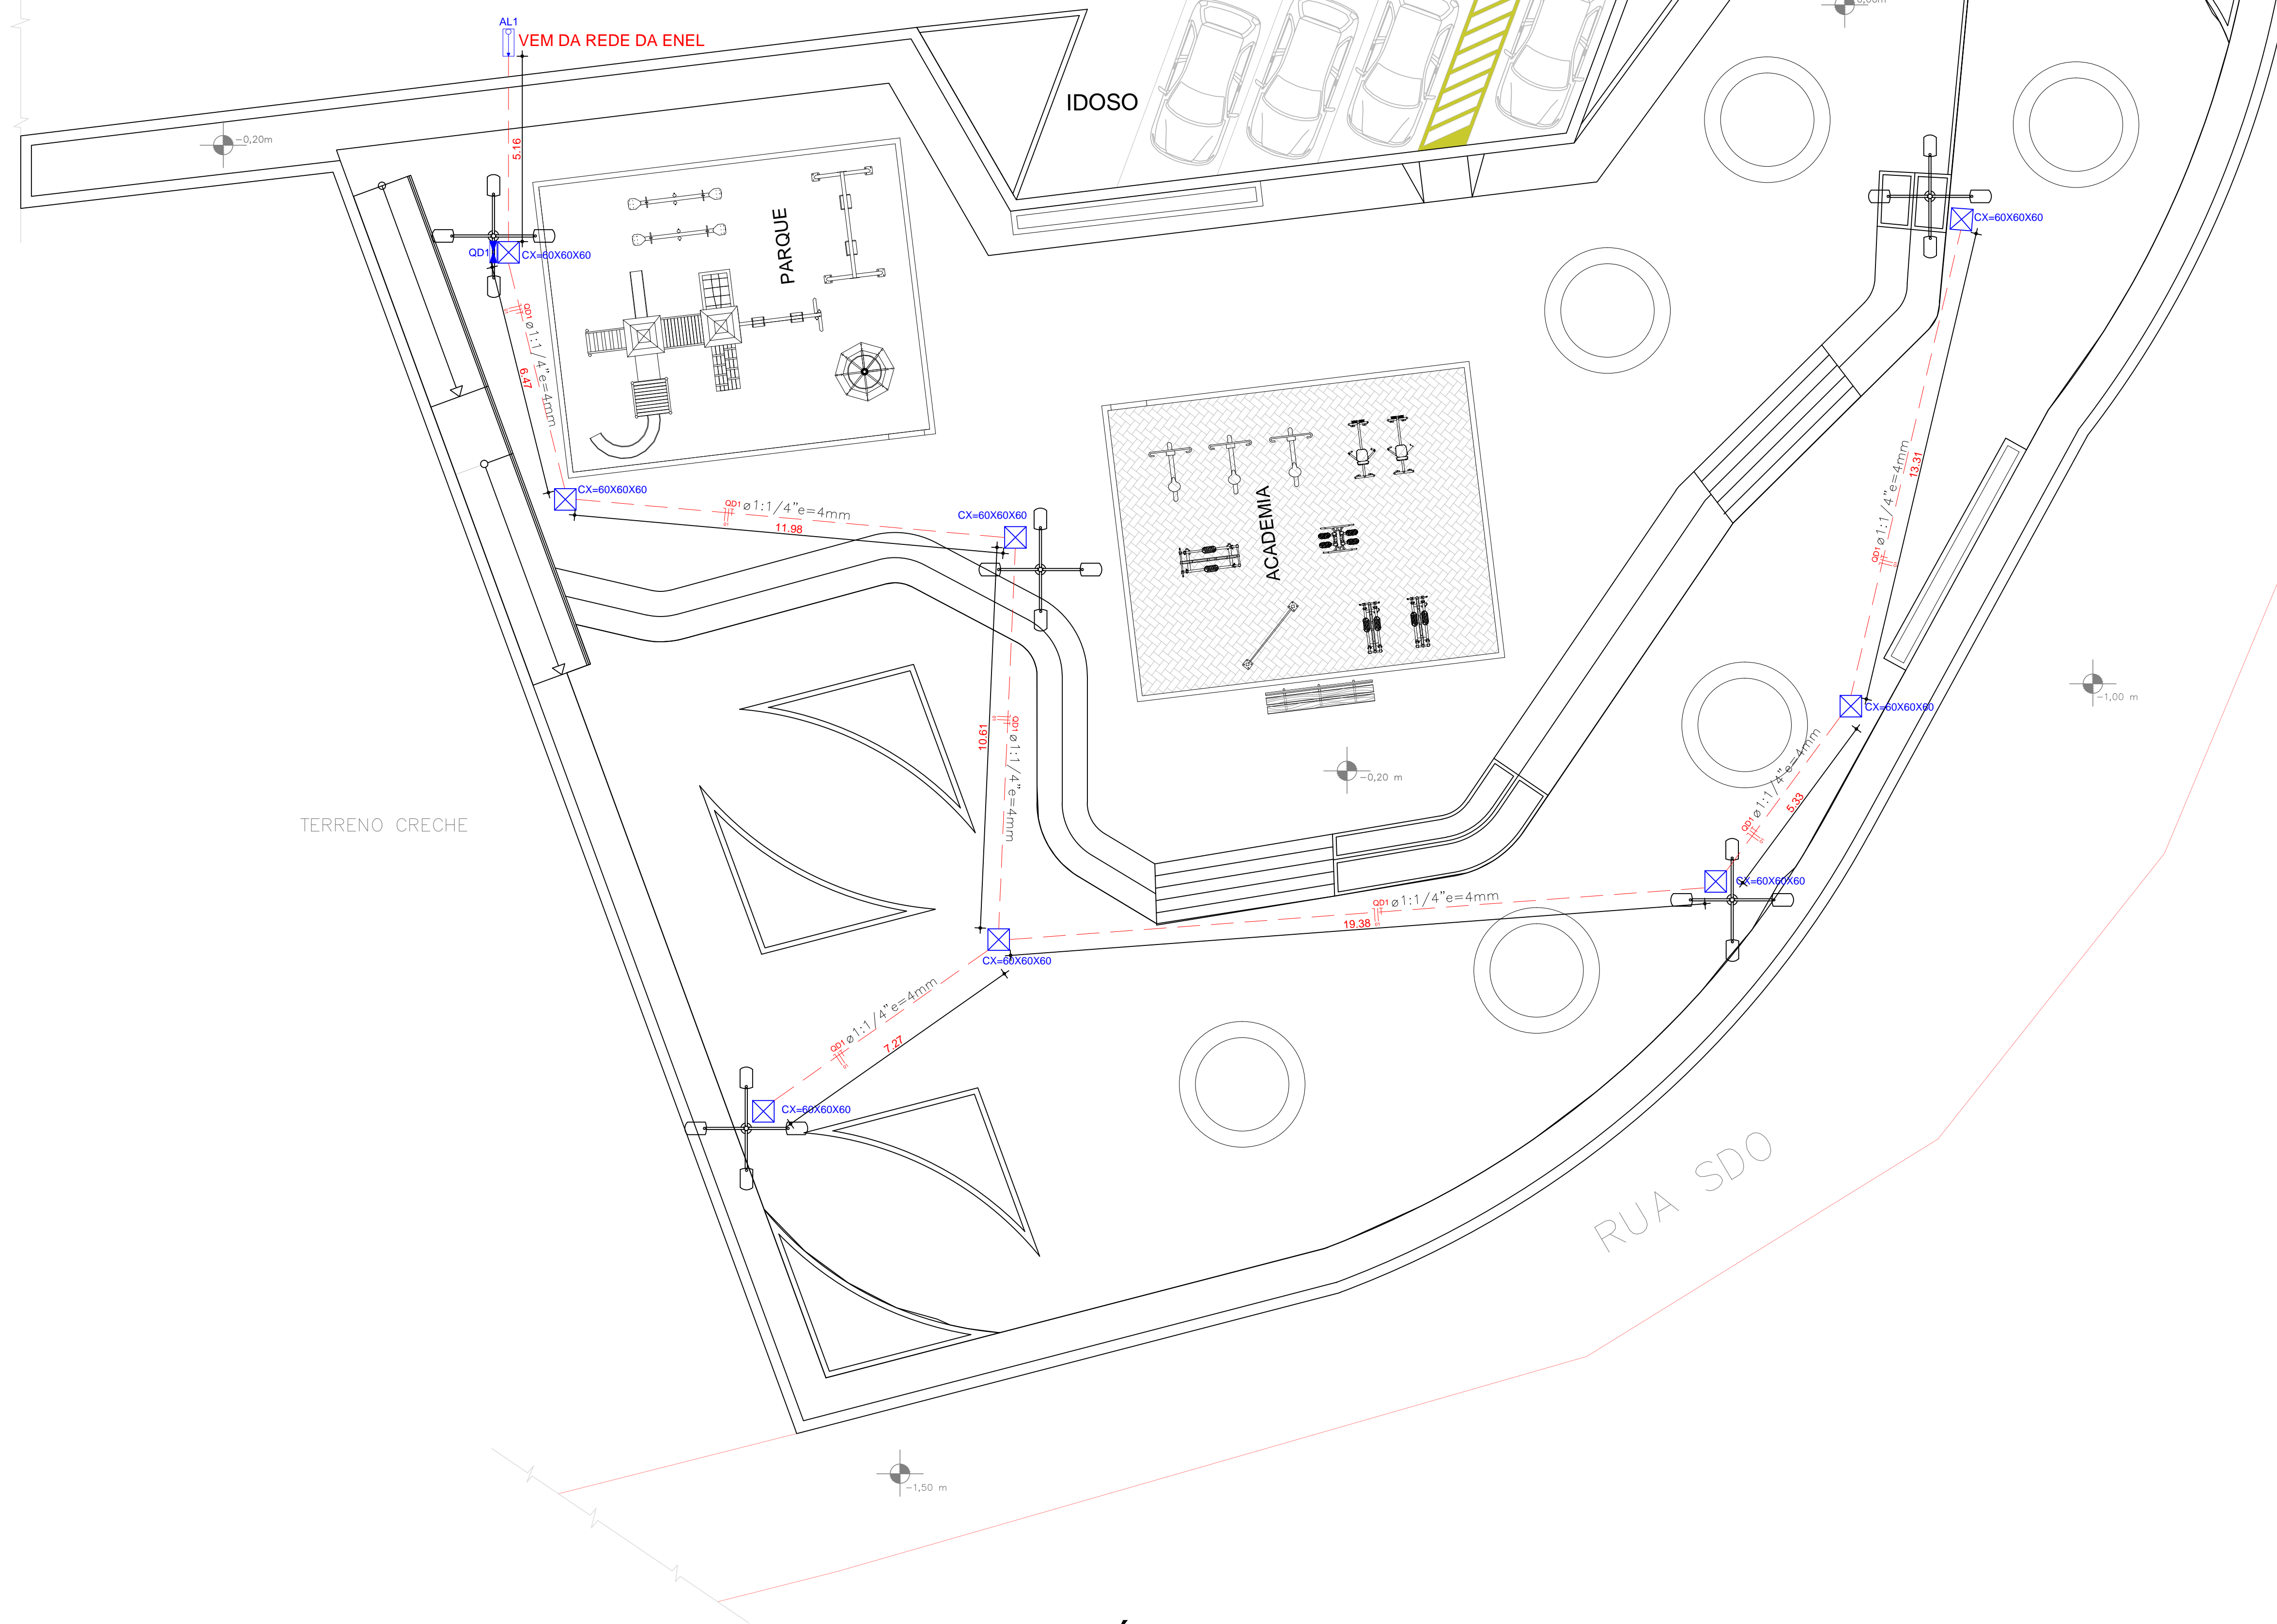 AL1
VEM DA REDE DA ENEL
IDOSO
-0,20m
5.16
PARQUE
QD1
CX=60X60X60
CX=60X60X60
QD1
ø1:1/4"e=4mm
6.47
CX=60X60X60
QD1
ø1:1/4"e=4mm
11.98
CX=60X60X60
ACADEMIA
13.31
QD1
ø1:1/4"e=4mm
CX=60X60X60
-1,00 m
10.61
QD1
ø1:1/4"e=4mm
-0,20 m
QD1
ø1:1/4"e=4mm
5.33
TERRENO CRECHE
CX=60X60X60
QD1
ø1:1/4"e=4mm
19.38
CX=60X60X60
QD1
ø1:1/4"e=4mm
7.27
CX=60X60X60
RUA SDO
-1,50 m